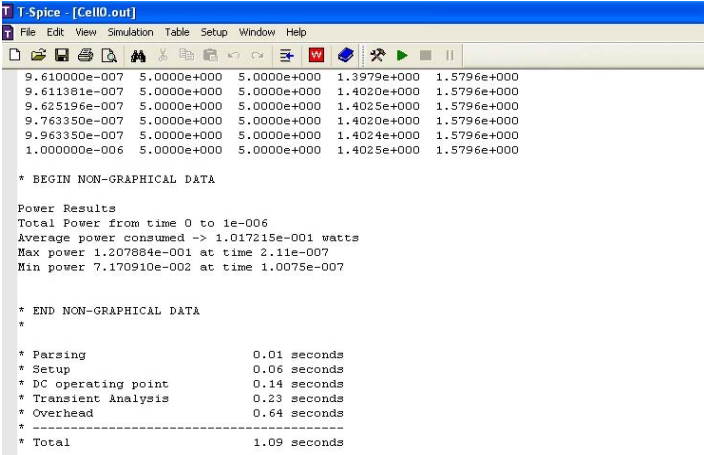 T-Spice - [Cell0.out]
File Edit View Simulation Table Setup Window Help
9.610000e-007 5.0000e+000 5.0000e+000 1.3979e+000 1.5796e+000
9.611381e-007 5.0000e+000 5.0000e+000 1.4020e+000 1.5796e+000
9.625196e-007 5.0000e+000 5.0000e+000 1.4025e+000 1.5796e+000
9.763350e-007 5.0000e+000 5.0000e+000 1.4020e+000 1.5796e+000
9.963350e-007 5.0000e+000 5.0000e+000 1.4024e+000 1.5796e+000
1.000000e-006 5.0000e+000 5.0000e+000 1.4025e+000 1.5796e+000
* BEGIN NON-GRAPHICAL DATA
Power Results
Total Power from time 0 to 1e-006
Average power consumed -> 1.017215e-001 watts
Max power 1.207884e-001 at time 2.11e-007
Min power 7.170910e-002 at time 1.0075e-007
* END NON-GRAPHICAL DATA
*
* Parsing 0.01 seconds
* Setup 0.06 seconds
* DC operating point 0.14 seconds
* Transient Analysis 0.23 seconds
* Overhead 0.64 seconds
* -----------------------------------------
* Total 1.09 seconds